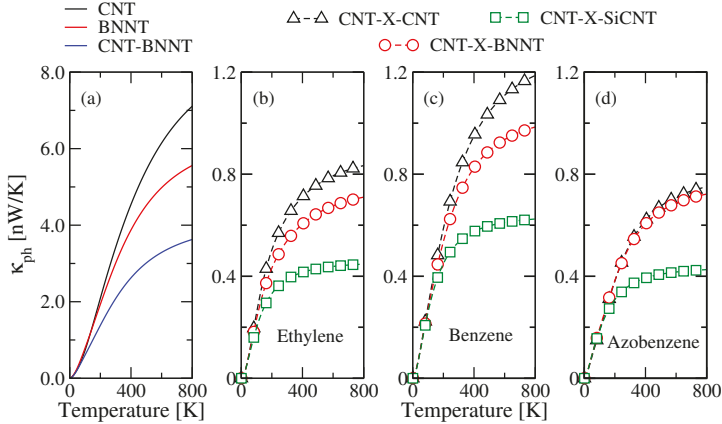 CNT
BNNT
CNT-BNNT
CNT-X-CNT
CNT-X-SiCNT
CNT-X-BNNT
κph [nW/K]
8.0
6.0
4.0
2.0
0.0
(a)
0 400 800
Temperature [K]
1.2
0.8
0.4
0
(b)
Ethylene
0 400 800
1.2
0.8
0.4
0
(c)
Benzene
0 400 800
Temperature [K]
1.2
0.8
0.4
0
(d)
Azobenzene
0 400 800
Temperature [K]